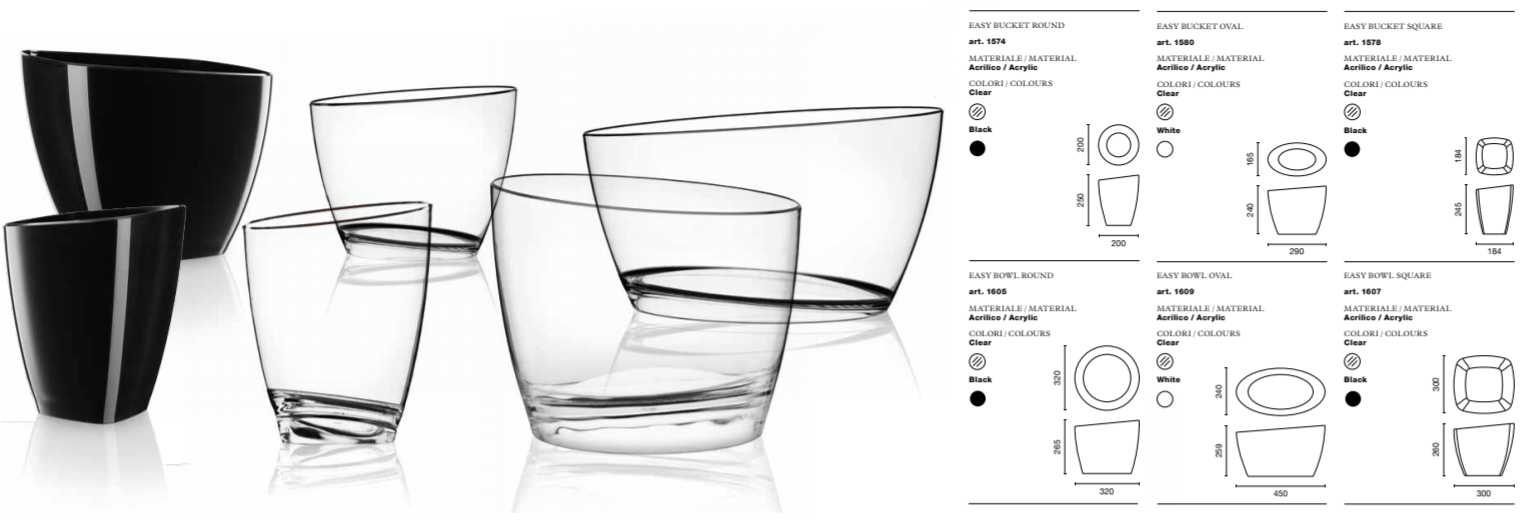 EASY BUCKET ROUND
art. 1574
MATERIALE / MATERIAL
Acrilico / Acrylic
COLORI / COLOURS
Clear
Black
200
250
200
EASY BUCKET OVAL
art. 1580
MATERIALE / MATERIAL
Acrilico / Acrylic
COLORI / COLOURS
Clear
White
165
240
290
EASY BUCKET SQUARE
art. 1578
MATERIALE / MATERIAL
Acrilico / Acrylic
COLORI / COLOURS
Clear
Black
184
245
184
EASY BOWL ROUND
art. 1605
MATERIALE / MATERIAL
Acrilico / Acrylic
COLORI / COLOURS
Clear
Black
320
265
320
EASY BOWL OVAL
art. 1609
MATERIALE / MATERIAL
Acrilico / Acrylic
COLORI / COLOURS
Clear
White
240
259
450
EASY BOWL SQUARE
art. 1607
MATERIALE / MATERIAL
Acrilico / Acrylic
COLORI / COLOURS
Clear
Black
300
260
300